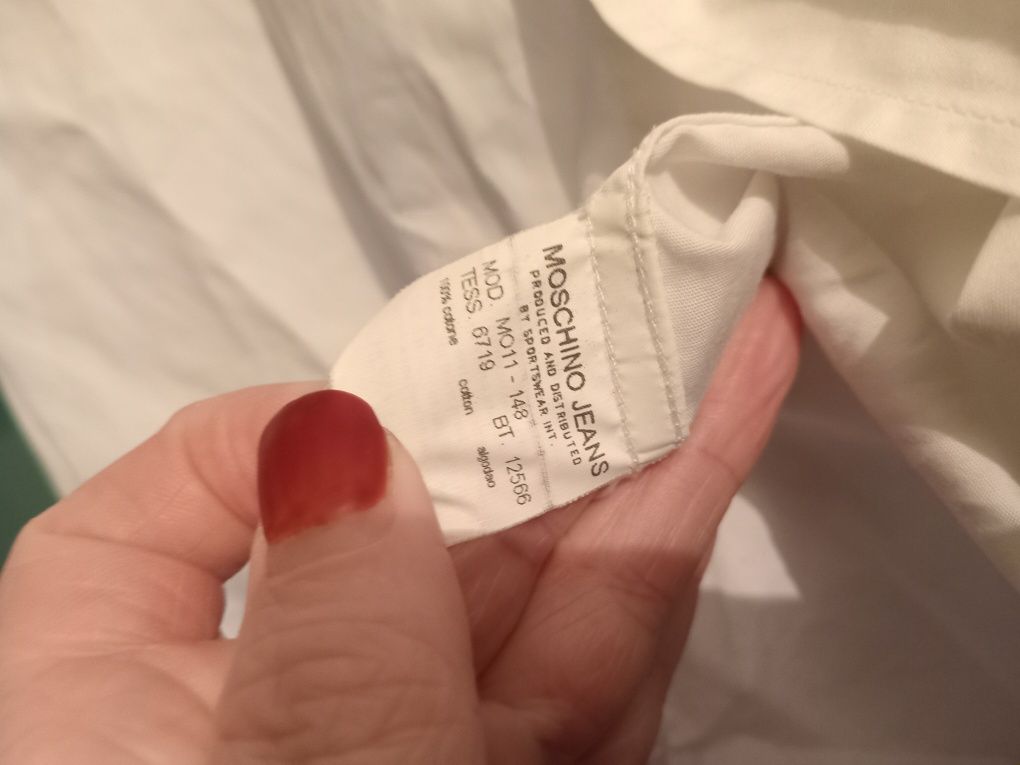 MOSCHINO JEANS
PRODUCED AND DISTRIBUTED
BY SPORTSWEAR INT.
MOD. MO11 - 148 BT. 12566
TESS. 6719
100% cotone cotton algodao